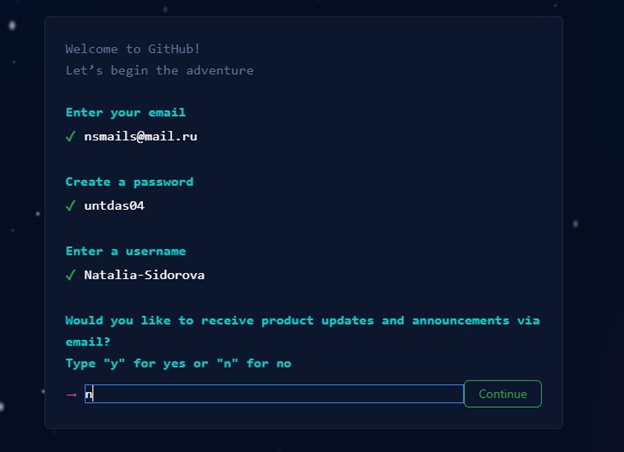 Welcome to GitHub!
Let’s begin the adventure
Enter your email
✓ nsmails@mail.ru
Create a password
✓ untdas04
Enter a username
✓ Natalia-Sidorova
Would you like to receive product updates and announcements via
email?
Type "y" for yes or "n" for no
→ n Continue